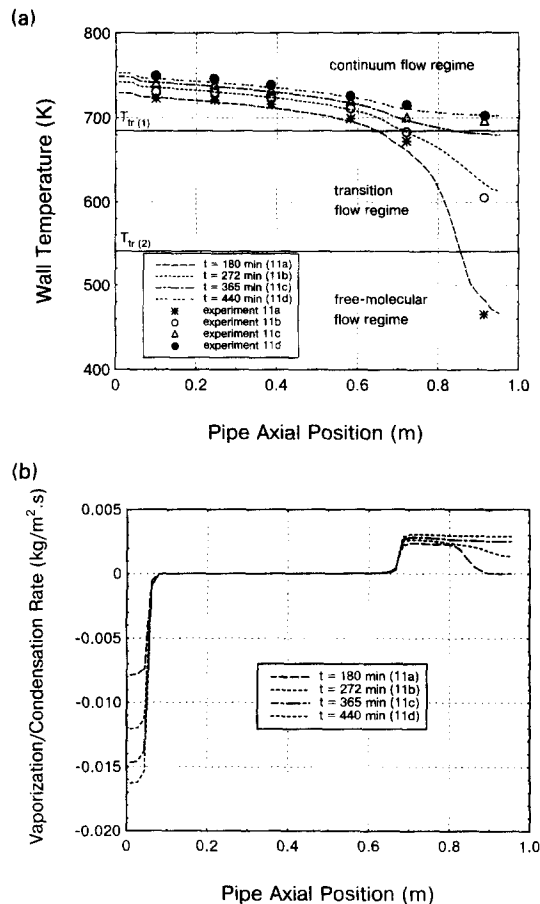 (a)
800
700
600
500
400
Wall Temperature (K)
continuum flow regime
T tr (1)
transition
flow regime
T tr (2)
t = 180 min (11a)
t = 272 min (11b)
t = 365 min (11c)
t = 440 min (11d)
experiment 11a
experiment 11b
experiment 11c
experiment 11d
free-molecular
flow regime
0 0.2 0.4 0.6 0.8 1.0
Pipe Axial Position (m)
(b)
0.005
0
-0.005
-0.010
-0.015
-0.020
Vaporization/Condensation Rate (kg/m².s)
t = 180 min (11a)
t = 272 min (11b)
t = 365 min (11c)
t = 440 min (11d)
0 0.2 0.4 0.6 0.8 1.0
Pipe Axial Position (m)